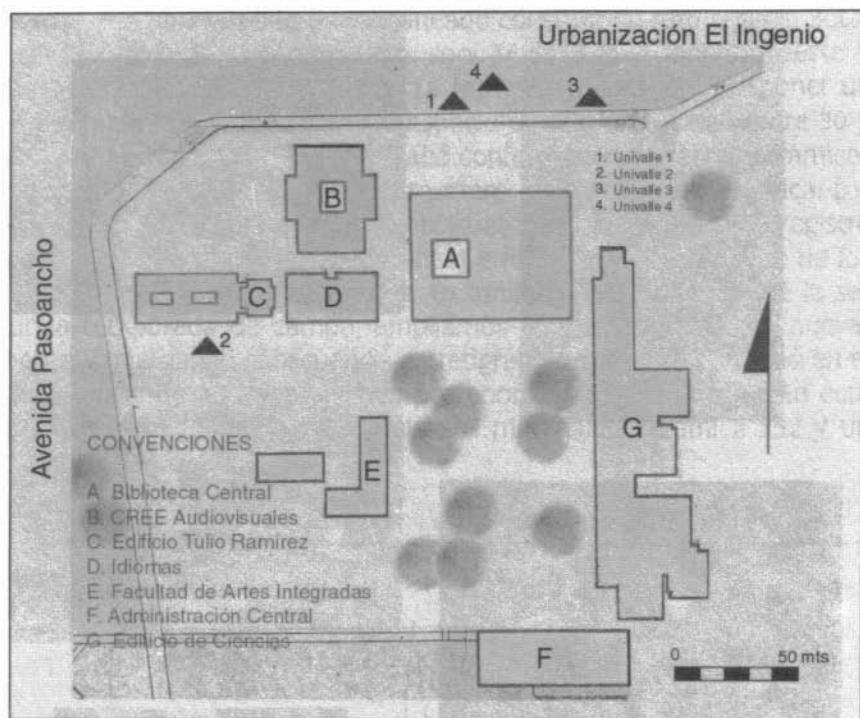 Urbanización El Ingenio
4
1
3
1. Univalle 1
2. Univalle 2
3. Univalle 3
4. Univalle 4
B
A
C
D
2
Avenida Pasoancho
G
E
CONVENCIONES
A. Biblioteca Central
B. CREE Audiovisuales
C. Edificio Tulio Ramírez
D. Idiomas
E. Facultad de Artes Integradas
F. Administración Central
G. Edificio de Ciencias
F
0
50 mts